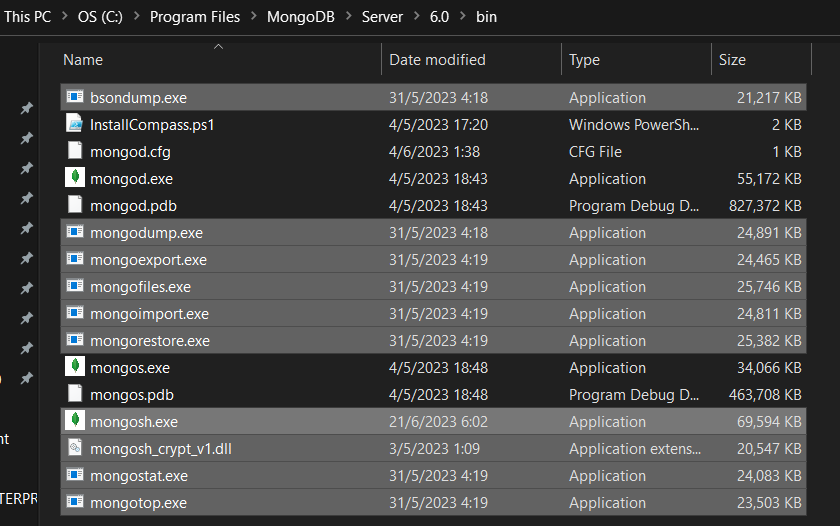 This PC > OS (C:) > Program Files > MongoDB > Server > 6.0 > bin
Name Date modified Type Size
bsondump.exe 31/5/2023 4:18 Application 21,217 KB
InstallCompass.ps1 4/5/2023 17:20 Windows PowerSh... 2 KB
mongod.cfg 4/6/2023 1:38 CFG File 1 KB
mongod.exe 4/5/2023 18:43 Application 55,172 KB
mongod.pdb 4/5/2023 18:43 Program Debug D... 827,372 KB
mongodump.exe 31/5/2023 4:18 Application 24,891 KB
mongoexport.exe 31/5/2023 4:19 Application 24,465 KB
mongofiles.exe 31/5/2023 4:19 Application 25,746 KB
mongoimport.exe 31/5/2023 4:19 Application 24,811 KB
mongorestore.exe 31/5/2023 4:19 Application 25,382 KB
mongos.exe 4/5/2023 18:48 Application 34,066 KB
)
mongos.pdb 4/5/2023 18:48 Program Debug D... 463,708 KB
mongosh.exe 21/6/2023 6:02 Application 69,594 KB
nt
mongosh_crypt_v1.dll 3/5/2023 1:09 Application extens... 20,547 KB
mongostat.exe 31/5/2023 4:19 Application 24,083 KB
TERPR
mongotop.exe 31/5/2023 4:19 Application 23,503 KB